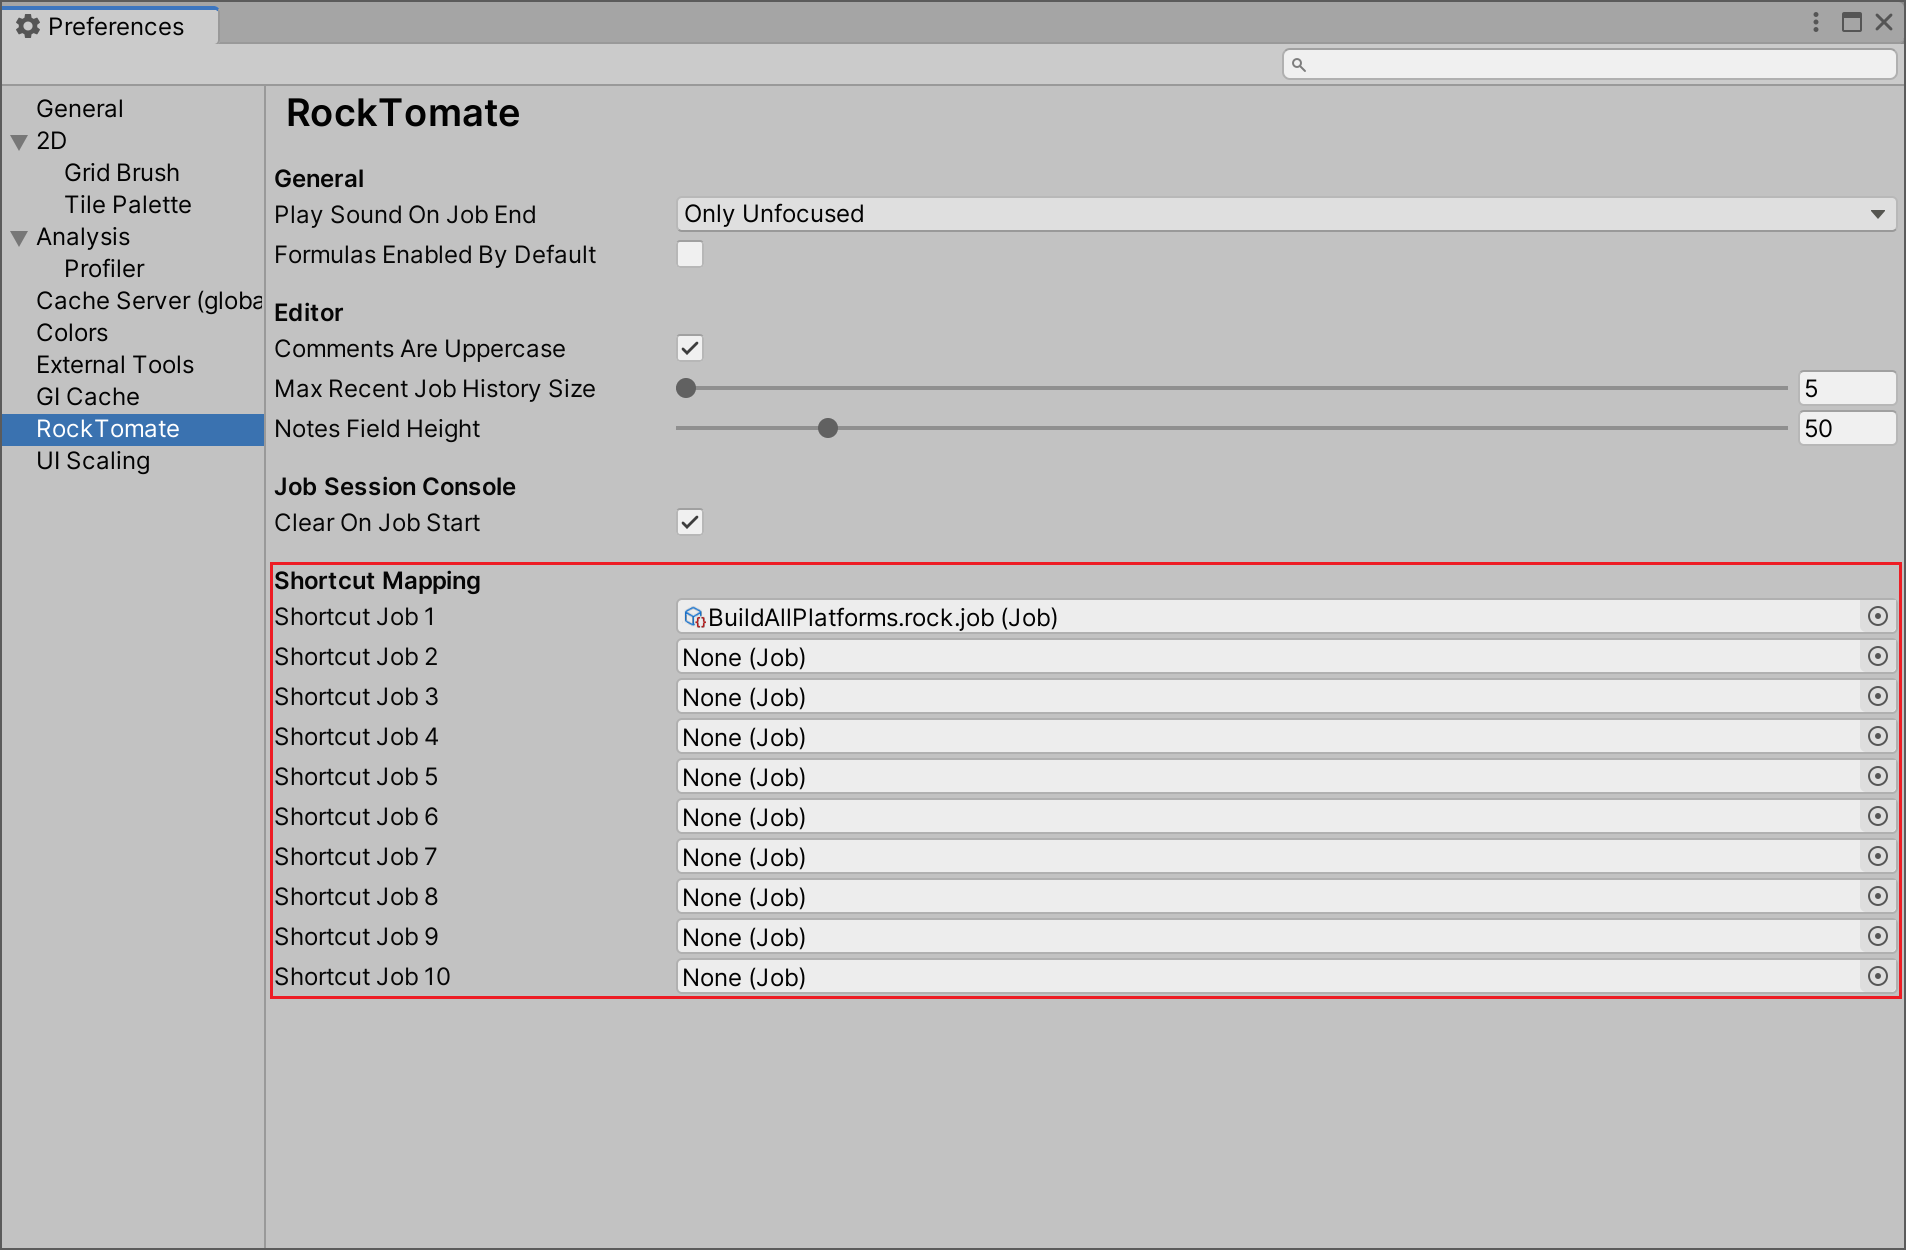 Preferences
General
2D
Grid Brush
Tile Palette
Analysis
Profiler
Cache Server (globa
Colors
External Tools
GI Cache
RockTomate
UI Scaling
RockTomate
General
Play Sound On Job End Only Unfocused
Formulas Enabled By Default
Editor
Comments Are Uppercase
Max Recent Job History Size 5
Notes Field Height 50
Job Session Console
Clear On Job Start
Shortcut Mapping
Shortcut Job 1 BuildAllPlatforms.rock.job (Job)
Shortcut Job 2 None (Job)
Shortcut Job 3 None (Job)
Shortcut Job 4 None (Job)
Shortcut Job 5 None (Job)
Shortcut Job 6 None (Job)
Shortcut Job 7 None (Job)
Shortcut Job 8 None (Job)
Shortcut Job 9 None (Job)
Shortcut Job 10 None (Job)